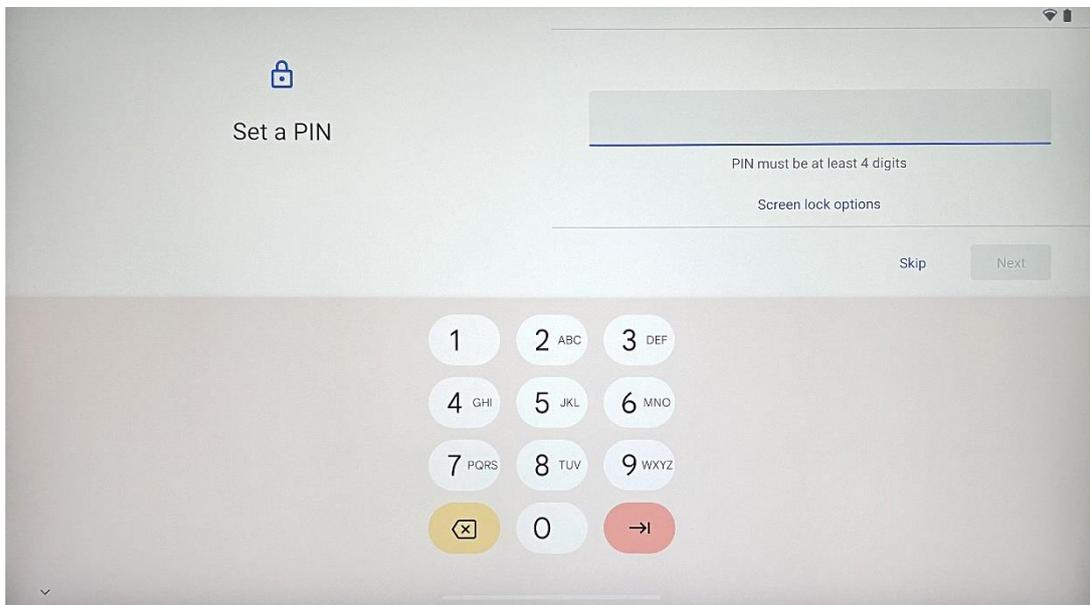 Set a PIN
PIN must be at least 4 digits
Screen lock options
Skip Next
1 2 ABC 3 DEF
4 GHI 5 JKL 6 MNO
7 PQRS 8 TUV 9 WXYZ
0